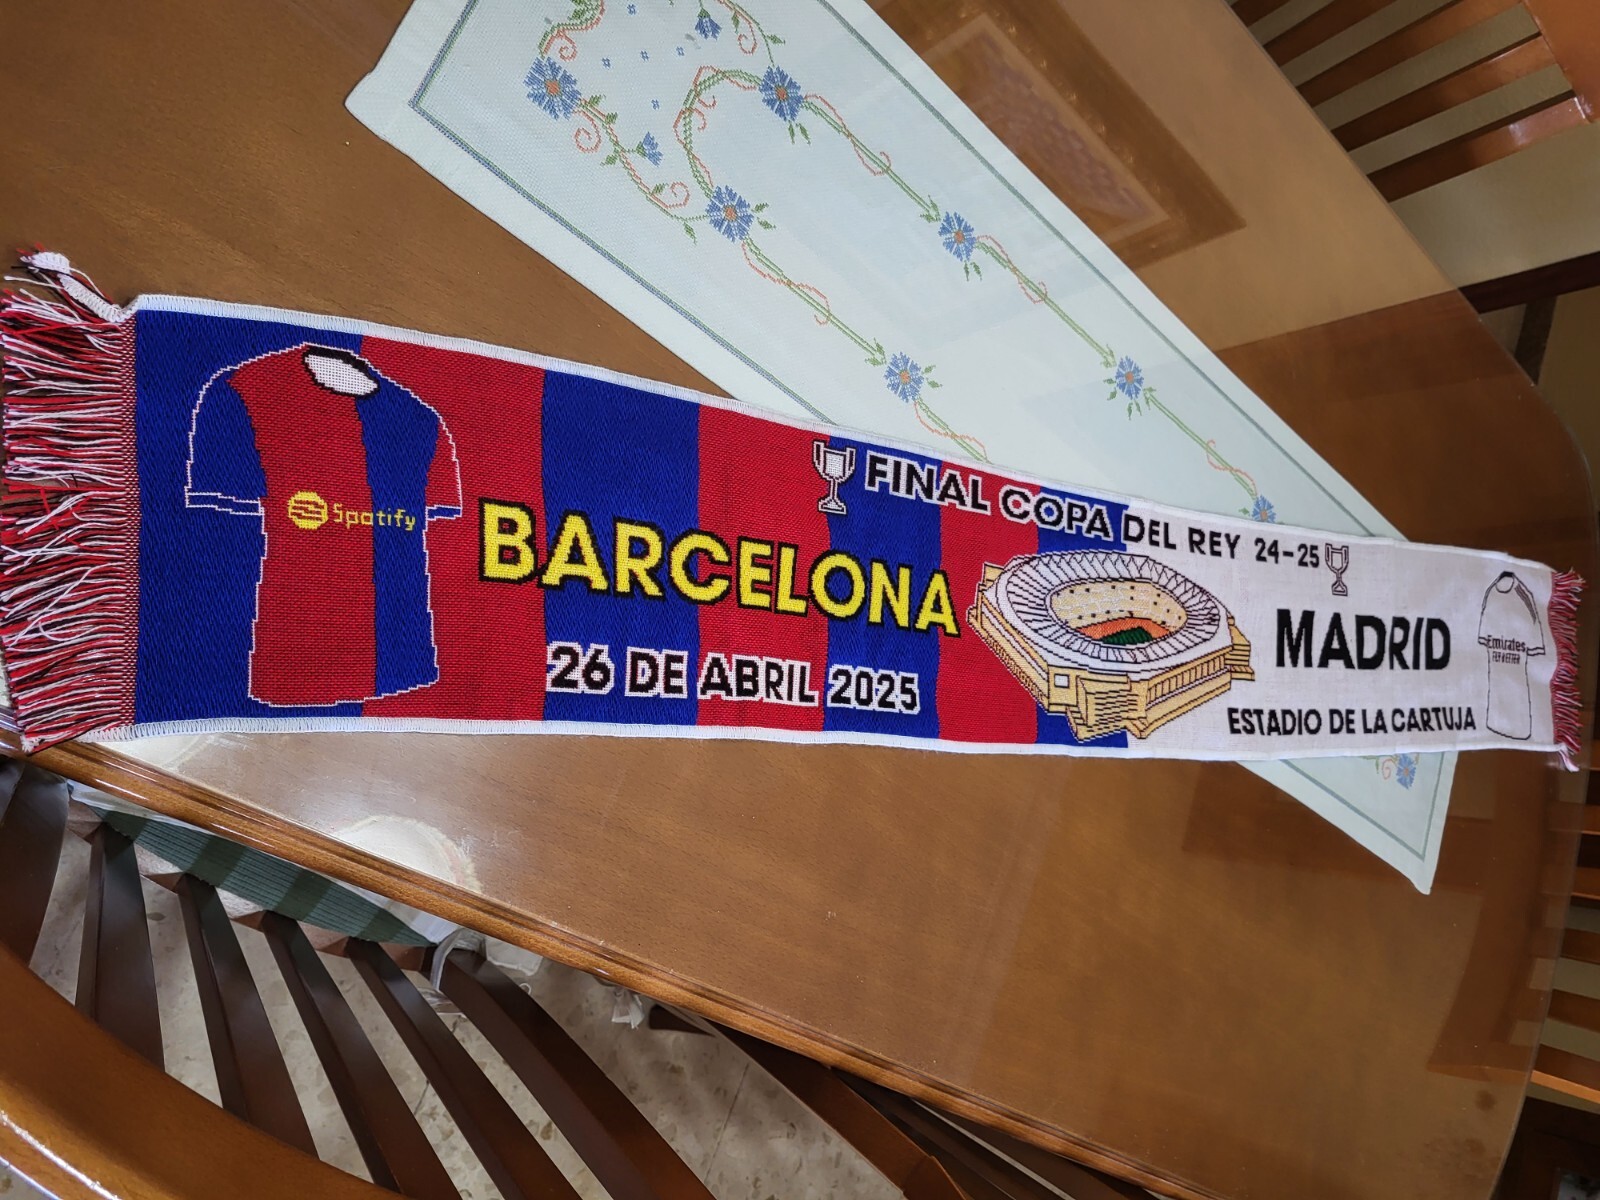 Spotify
BARCELONA
26 DE ABRIL 2025
FINAL COPA DEL REY 24-25
MADRID
ESTADIO DE LA CARTUJA
Emirates